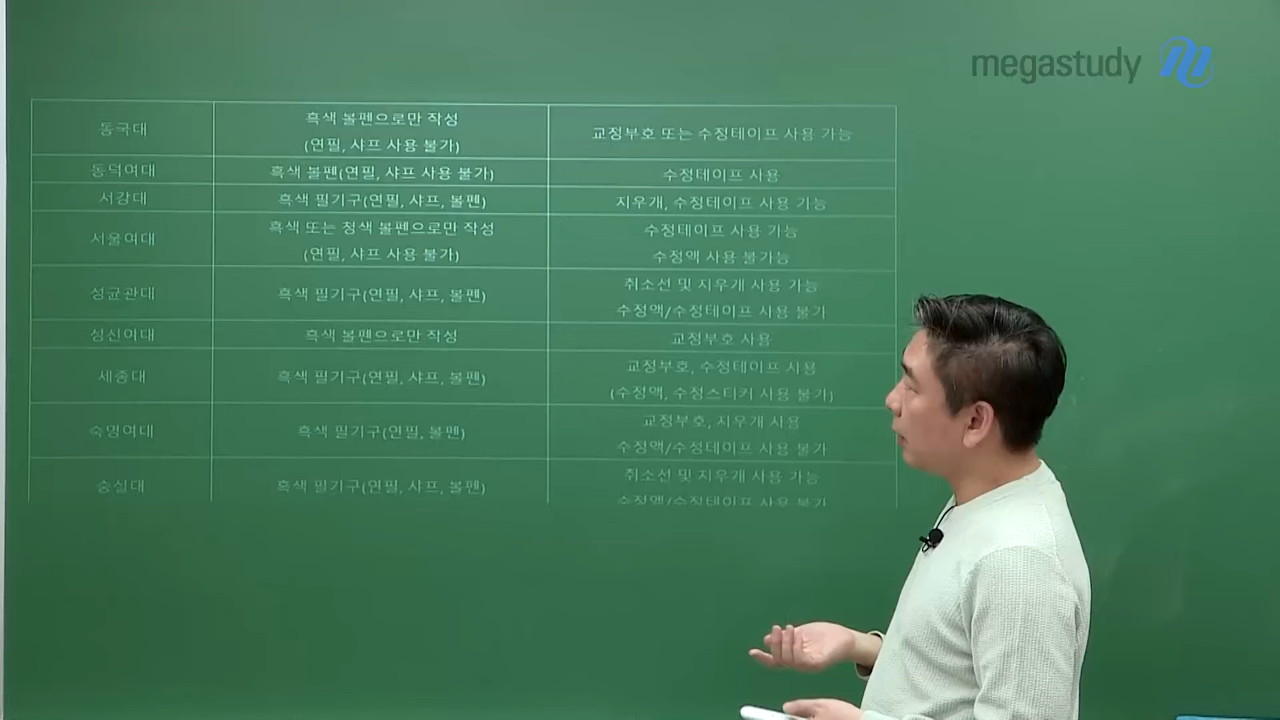 megastudy
동국대
흑색 볼펜으로만 작성
(연필, 샤프 사용 불가)
교정부호 또는 수정테이프 사용 가능
동덕여대
흑색 볼펜(연필, 샤프 사용 불가)
수정테이프 사용
서강대
흑색 필기구(연필, 샤프, 볼펜)
지우개, 수정테이프 사용 가능
서울여대
흑색 또는 청색 볼펜으로만 작성
(연필, 샤프 사용 불가)
수정테이프 사용 가능
수정액 사용 불가능
성균관대
흑색 필기구(연필, 샤프, 볼펜)
취소선 및 지우개 사용 가능
수정액/수정테이프 사용 불가
성신여대
흑색 볼펜으로만 작성
교정부호 사용
세종대
흑색 필기구(연필, 샤프, 볼펜)
교정부호, 수정테이프 사용
(수정액, 수정스티커 사용 불가)
숙명여대
흑색 필기구(연필, 볼펜)
교정부호, 지우개 사용
수정액/수정테이프 사용 불가
숭실대
흑색 필기구(연필, 샤프, 볼펜)
취소선 및 지우개 사용 가능
수정액/수정테이프 사용 불가